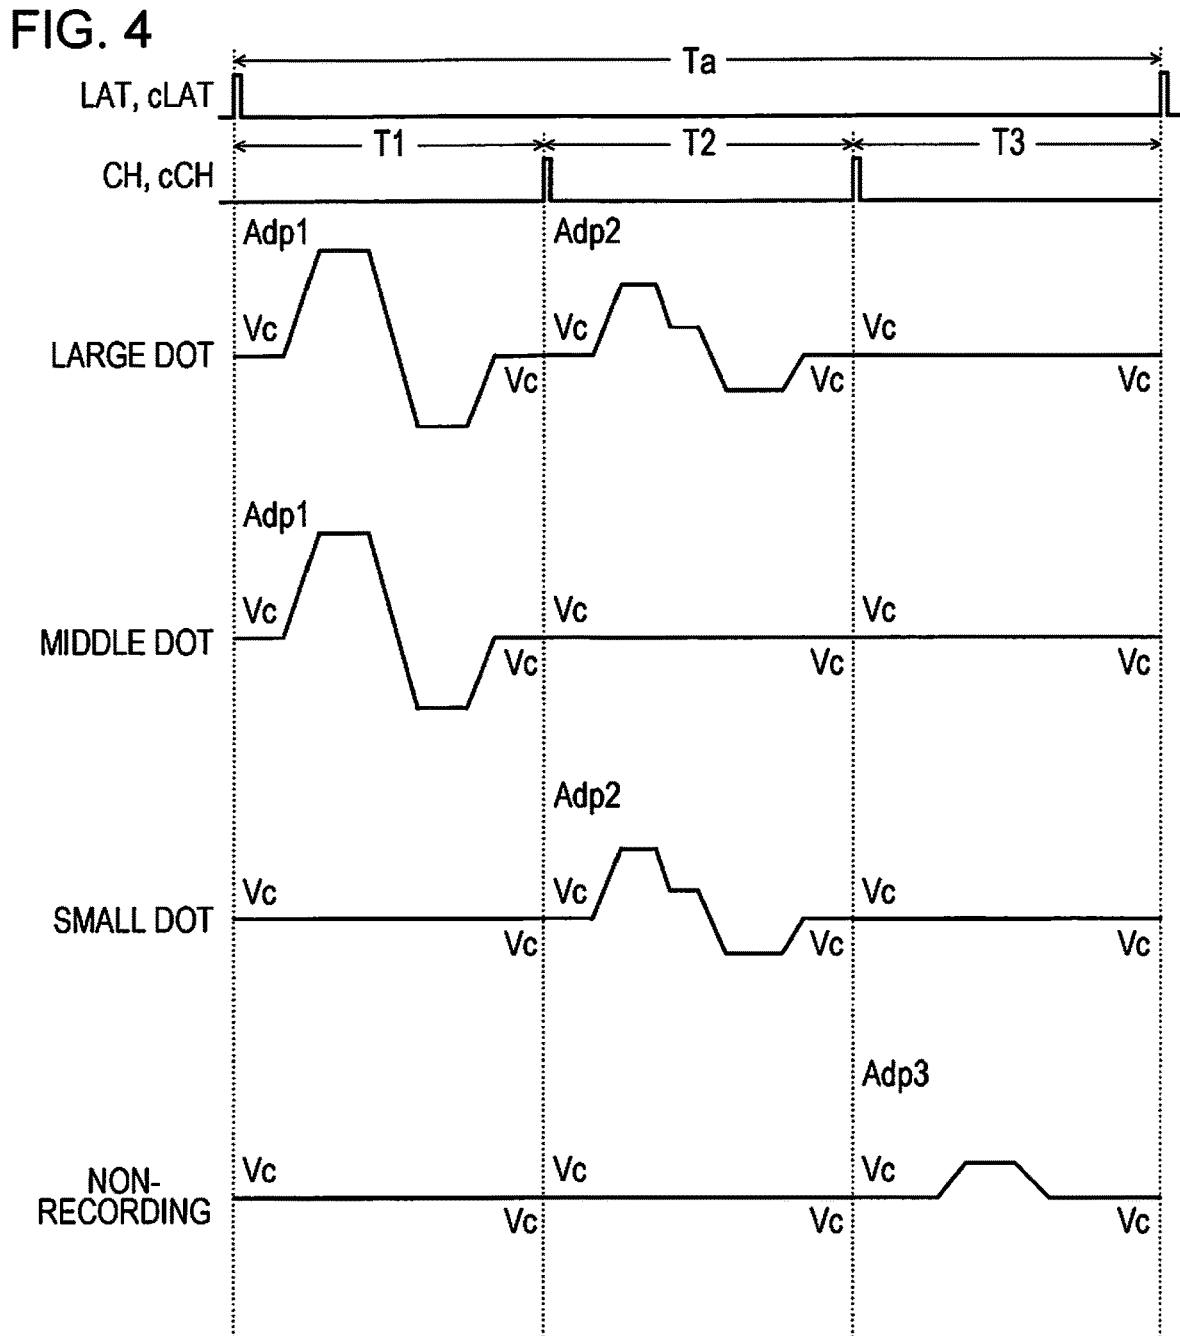 FIG. 4
Ta
LAT, cLAT
T1 T2 T3
CH, cCH
Adp1 Adp2
Vc Vc Vc
LARGE DOT
Vc Vc Vc
Adp1
Vc Vc Vc
MIDDLE DOT
Vc Vc Vc
Adp2
Vc Vc Vc
SMALL DOT
Vc Vc Vc
Adp3
Vc Vc Vc
NON-
RECORDING
Vc Vc Vc